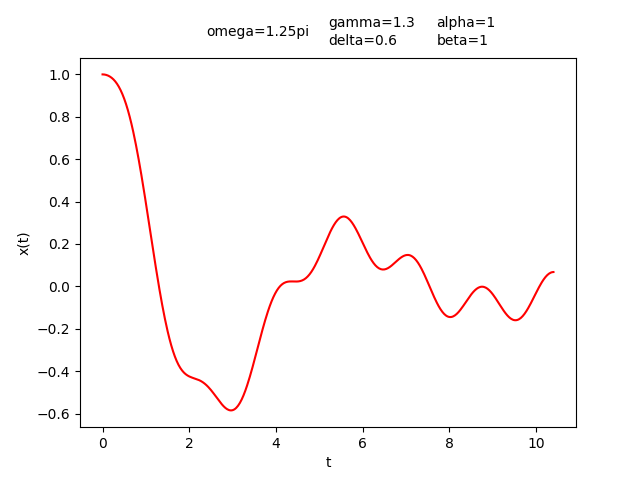 omega=1.25pi
gamma=1.3
delta=0.6
alpha=1
beta=1
1.0
0.8
0.6
0.4
0.2
0.0
−0.2
−0.4
−0.6
x(t)
0 2 4 6 8 10
t